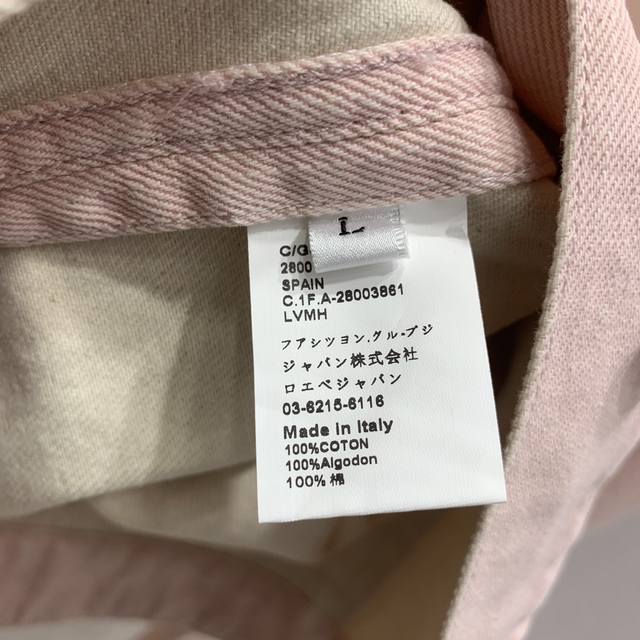 L
C/G
2800
SPAIN
C.1F.A-28003861
LVMH
フアシツヨン.グル-プジ
ジャパン株式会社
ロエベジャパン
03-6215-6116
Made in Italy
100%COTON
100%Algodon
100% 棉